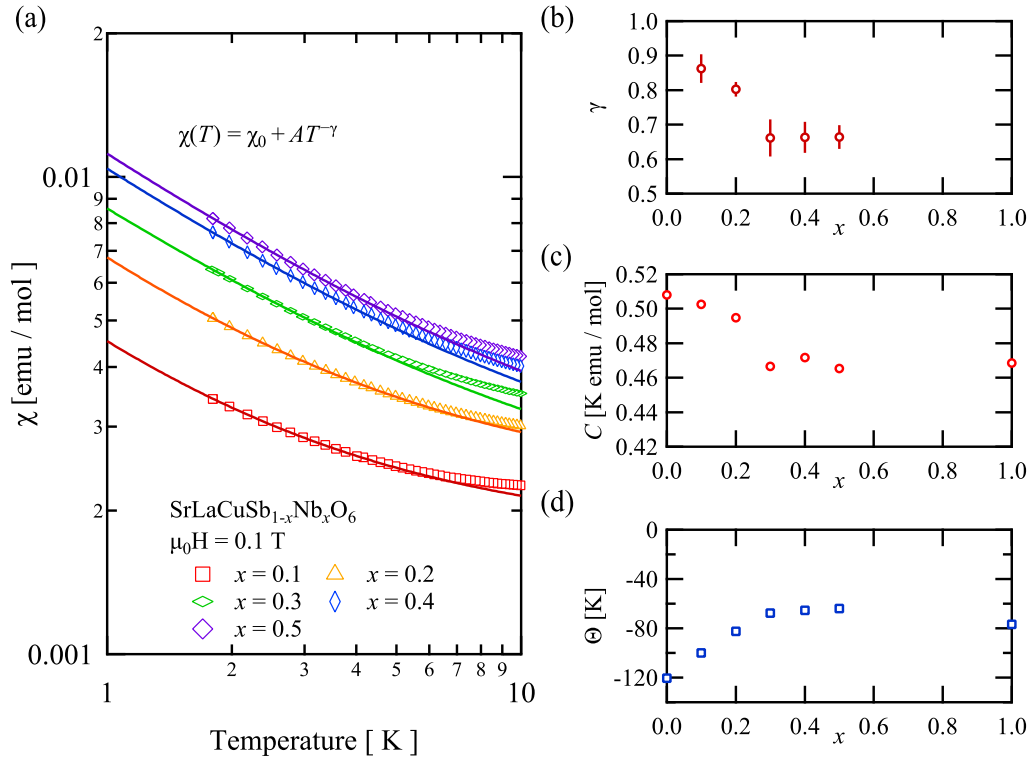 (a)
2
0.01
9
8
7
6
5
4
3
2
0.001
χ [emu / mol]
χ(T) = χ₀ + AT⁻ᵞ
SrLaCuSb₁₋ₓNbₓO₆
μ₀H = 0.1 T
x = 0.1 x = 0.2
x = 0.3 x = 0.4
x = 0.5
1 2 3 4 5 6 7 8 9 10
Temperature [ K ]
(b)
1.0
0.9
0.8
0.7
0.6
0.5
γ
0.0 0.2 0.4 0.6 0.8 1.0
x
(c)
0.52
0.50
0.48
0.46
0.44
0.42
C [K emu / mol]
0.0 0.2 0.4 0.6 0.8 1.0
x
(d)
0
-40
-80
-120
Θ [K]
0.0 0.2 0.4 0.6 0.8 1.0
x